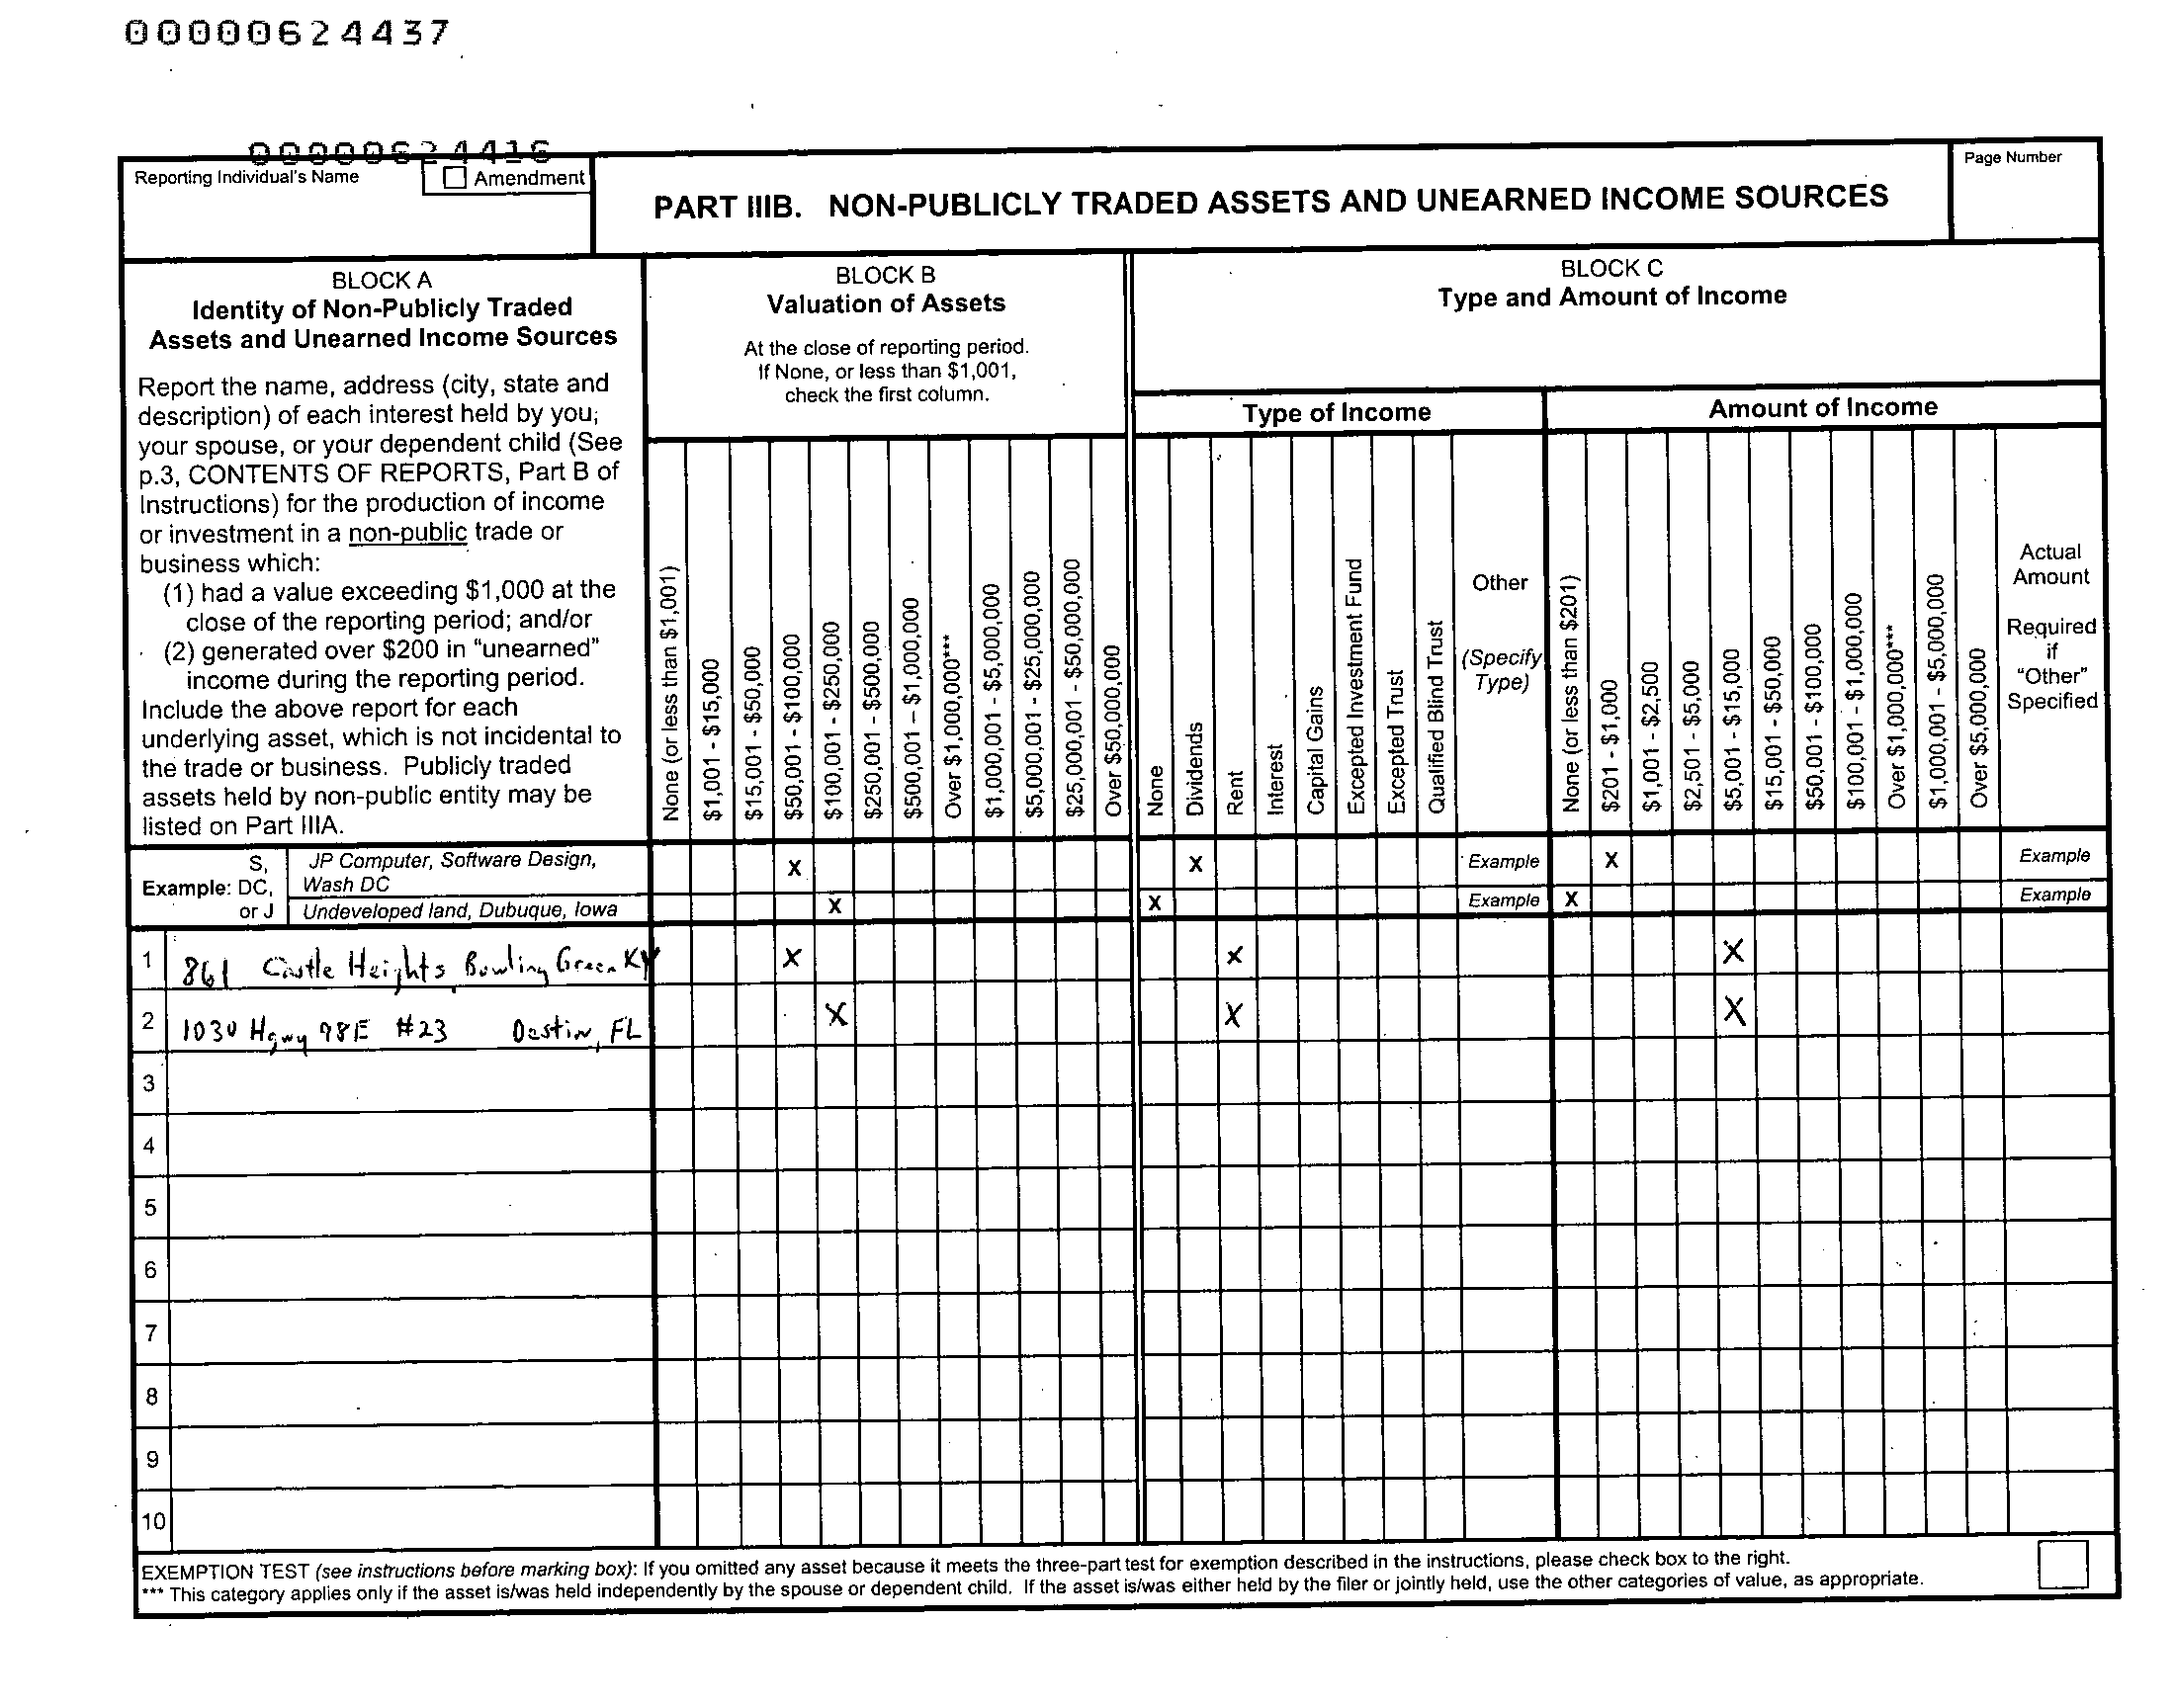 00000624437
00000624416
Reporting Individual's Name
Amendment
PART IIIB. NON-PUBLICLY TRADED ASSETS AND UNEARNED INCOME SOURCES
Page Number
BLOCK A
Identity of Non-Publicly Traded
Assets and Unearned Income Sources
Report the name, address (city, state and
description) of each interest held by you;
your spouse, or your dependent child (See
p.3, CONTENTS OF REPORTS, Part B of
Instructions) for the production of income
or investment in a non-public trade or
business which:
(1) had a value exceeding $1,000 at the
close of the reporting period; and/or
(2) generated over $200 in "unearned"
income during the reporting period.
Include the above report for each
underlying asset, which is not incidental to
the trade or business. Publicly traded
assets held by non-public entity may be
listed on Part IIIA.
BLOCK B
Valuation of Assets
At the close of reporting period.
If None, or less than $1,001,
check the first column.
None (or less than $1,001)
$1,001 - $15,000
$15,001 - $50,000
$50,001 - $100,000
$100,001 - $250,000
$250,001 - $500,000
$500,001 – $1,000,000
Over $1,000,000***
$1,000,001 - $5,000,000
$5,000,001 - $25,000,000
$25,000,001 - $50,000,000
Over $50,000,000
BLOCK C
Type and Amount of Income
Type of Income
None
Dividends
Rent
Interest
Capital Gains
Excepted Investment Fund
Excepted Trust
Qualified Blind Trust
Other
(Specify
Type)
Amount of Income
None (or less than $201)
$201 - $1,000
$1,001 - $2,500
$2,501 - $5,000
$5,001 - $15,000
$15,001 - $50,000
$50,001 - $100,000
$100,001 - $1,000,000
Over $1,000,000***
$1,000,001 - $5,000,000
Over $5,000,000
Actual
Amount
Required
if
"Other"
Specified
Example:
S,
DC,
or J
JP Computer, Software Design,
Wash DC
X X Example X Example
Undeveloped land, Dubuque, Iowa X X Example X Example
1 861 Castle Heights, Bowling Green KY X X X
2 1030 Hgwy 98E #23 Destin, FL X X X
3
4
5
6
7
8
9
10
EXEMPTION TEST (see instructions before marking box): If you omitted any asset because it meets the three-part test for exemption described in the instructions, please check box to the right.
*** This category applies only if the asset is/was held independently by the spouse or dependent child. If the asset is/was either held by the filer or jointly held, use the other categories of value, as appropriate.